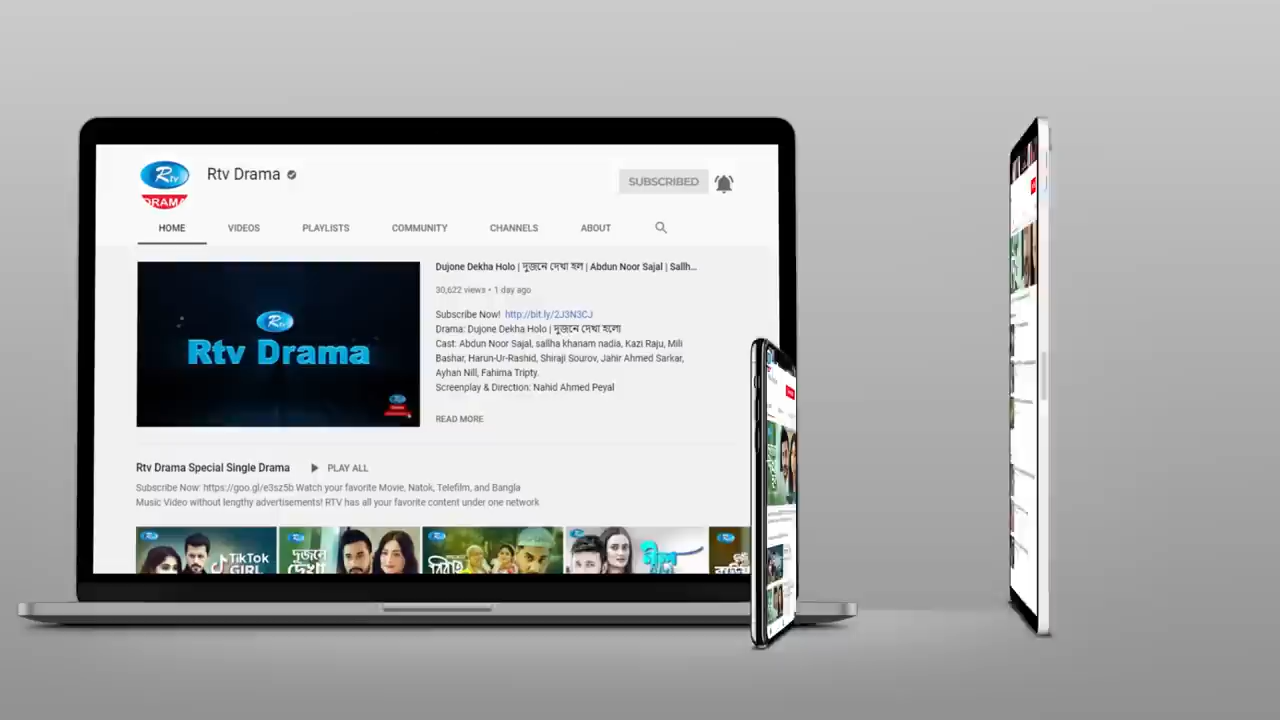 Rtv
DRAMA
Rtv Drama
SUBSCRIBED
HOME VIDEOS PLAYLISTS COMMUNITY CHANNELS ABOUT
Rtv
Rtv Drama
Dujone Dekha Holo | দুজনে দেখা হল | Abdun Noor Sajal | Sallh...
30,622 views • 1 day ago
Subscribe Now! http://bit.ly/2J3N3CJ
Drama: Dujone Dekha Holo | দুজনে দেখা হলো
Cast: Abdun Noor Sajal, sallha khanam nadia, Kazi Raju, Mili
Bashar, Harun-Ur-Rashid, Shiraji Sourov, Jahir Ahmed Sarkar,
Ayhan Nill, Fahima Tripty.
Screenplay & Direction: Nahid Ahmed Peyal
READ MORE
Rtv Drama Special Single Drama PLAY ALL
Subscribe Now: https://goo.gl/e3sz5b Watch your favorite Movie, Natok, Telefilm, and Bangla
Music Video without lengthy advertisements! RTV has all your favorite content under one network
TikTok
GIRL
দুজনে
দেখা
নীল